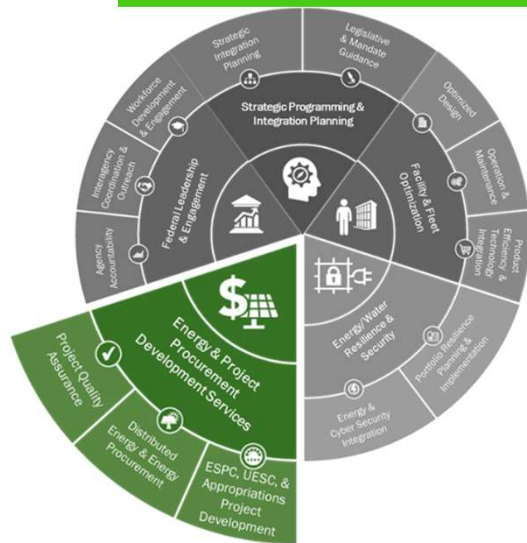 Strategic
Integration
Planning
Legislative
& Mandate
Guidance
Workforce
Development
& Engagement
Optimized
Design
Strategic Programming &
Integration Planning
Interagency
Coordination &
Outreach
Operation &
Maintenance
Federal Leadership
& Engagement
Facility & Fleet
Optimization
Agency
Accountability
Product
Efficiency &
Technology
Integration
$
Energy/Water
Resilience &
Security
Energy & Project
Procurement
Development Services
Portfolio Resilience
Planning &
Implementation
Project Quality
Assurance
Energy &
Cyber Security
Integration
Distributed
Energy & Energy
Procurement
ESPC, UESC, &
Appropriations
Project
Development